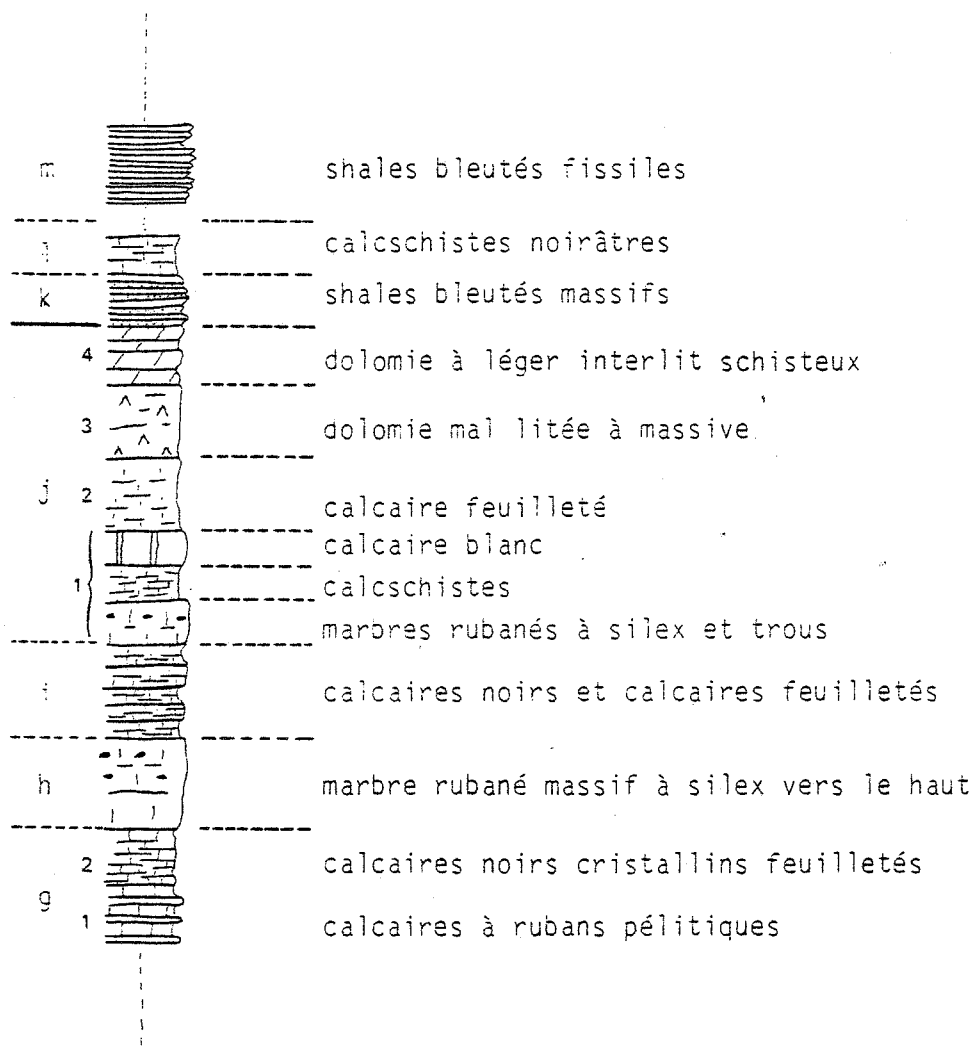 m shales bleutés fissiles
l calcschistes noirâtres
k shales bleutés massifs
4 dolomie à léger interlit schisteux
3 dolomie mal litée à massive
j 2 calcaire feuilleté
calcaire blanc
1 calcschistes
marbres rubanés à silex et trous
i calcaires noirs et calcaires feuilletés
h marbre rubané massif à silex vers le haut
2 calcaires noirs cristallins feuilletés
g
1 calcaires à rubans pélitiques